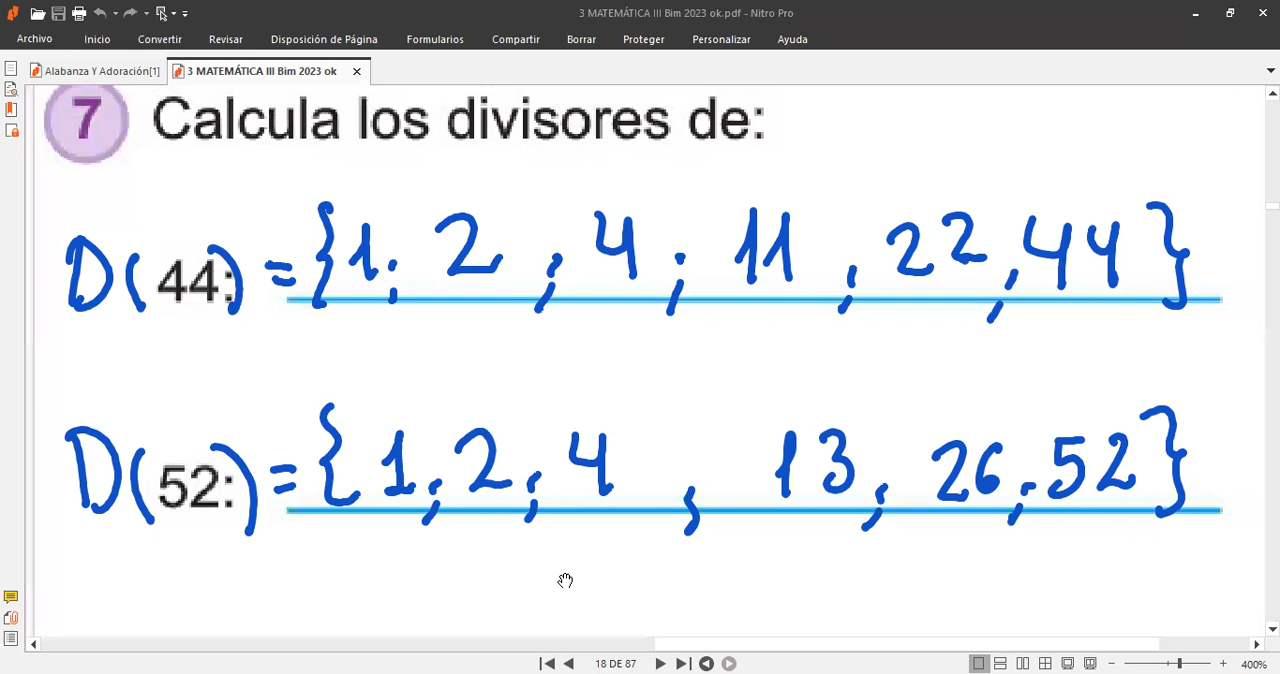 3 MATEMÁTICA III Bim 2023 ok.pdf - Nitro Pro
Archivo Inicio Convertir Revisar Disposición de Página Formularios Compartir Borrar Proteger Personalizar Ayuda
Alabanza Y Adoración[1] 3 MATEMÁTICA III Bim 2023 ok
7 Calcula los divisores de:
D(44:) = {1; 2 ; 4 ; 11 ; 22 ; 44}
D(52:) = {1; 2; 4 ; 13; 26; 52}
18 DE 87 400%